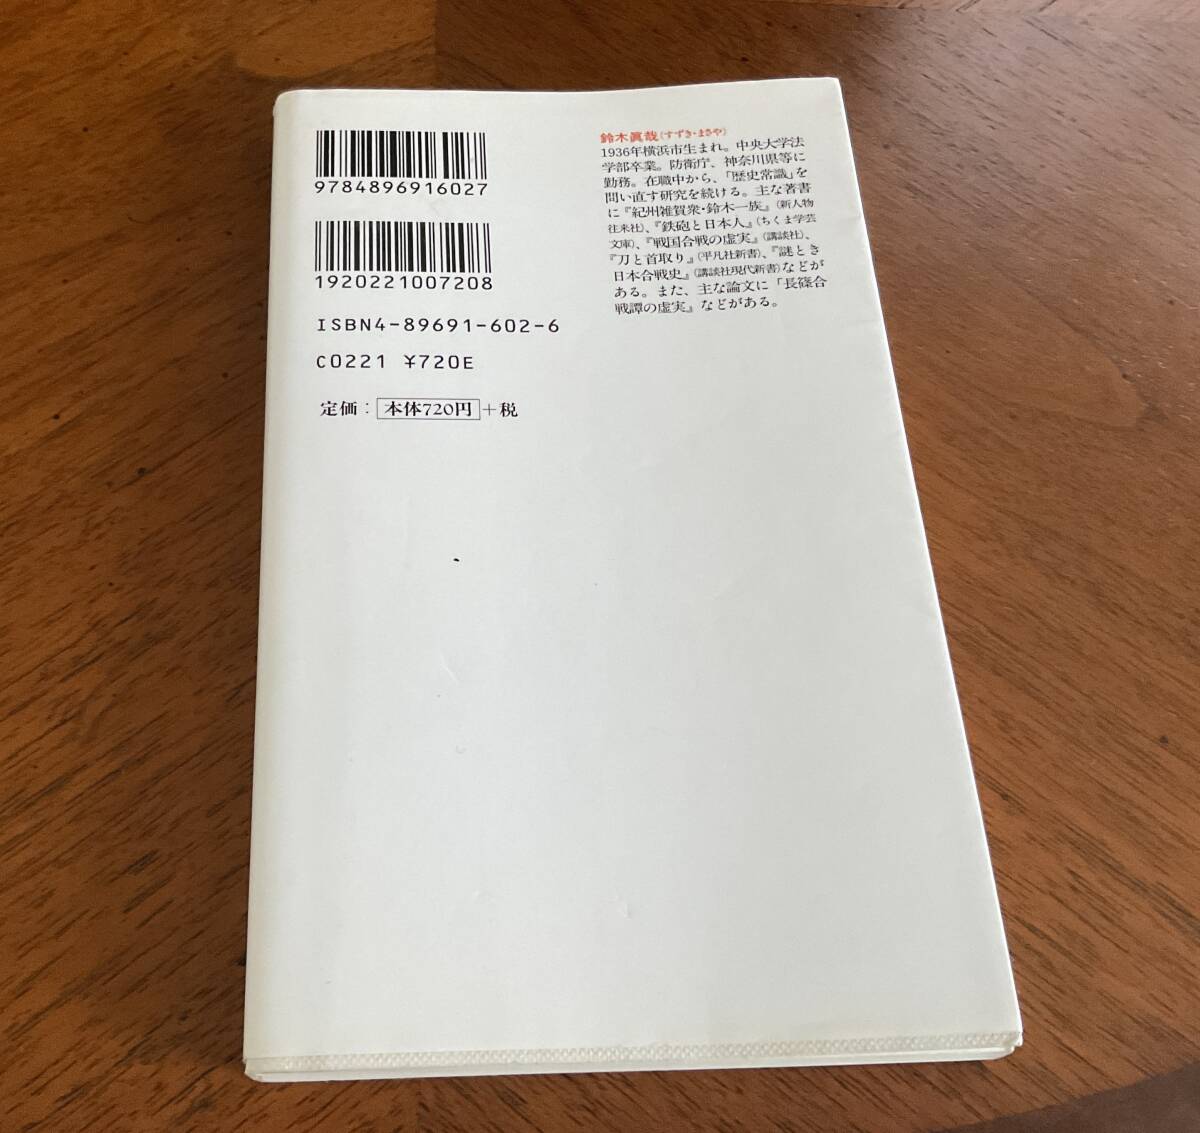 9784896916027
1920221007208
ISBN4-89691-602-6
C0221 ¥720E
定価：本体720円＋税
鈴木眞哉(すずき・まさや)
1936年横浜市生まれ。中央大学法
学部卒業。防衛庁、神奈川県等に
勤務。在職中から、「歴史常識」を
問い直す研究を続ける。主な著書
に『紀州雑賀衆・鈴木一族』(新人物
往来社)、『鉄砲と日本人』(ちくま学芸
文庫)、『戦国合戦の虚実』(講談社)、
『刀と首取り』(平凡社新書)、『謎とき
日本合戦史』(講談社現代新書)などが
ある。また、主な論文に「長篠合
戦譚の虚実』などがある。